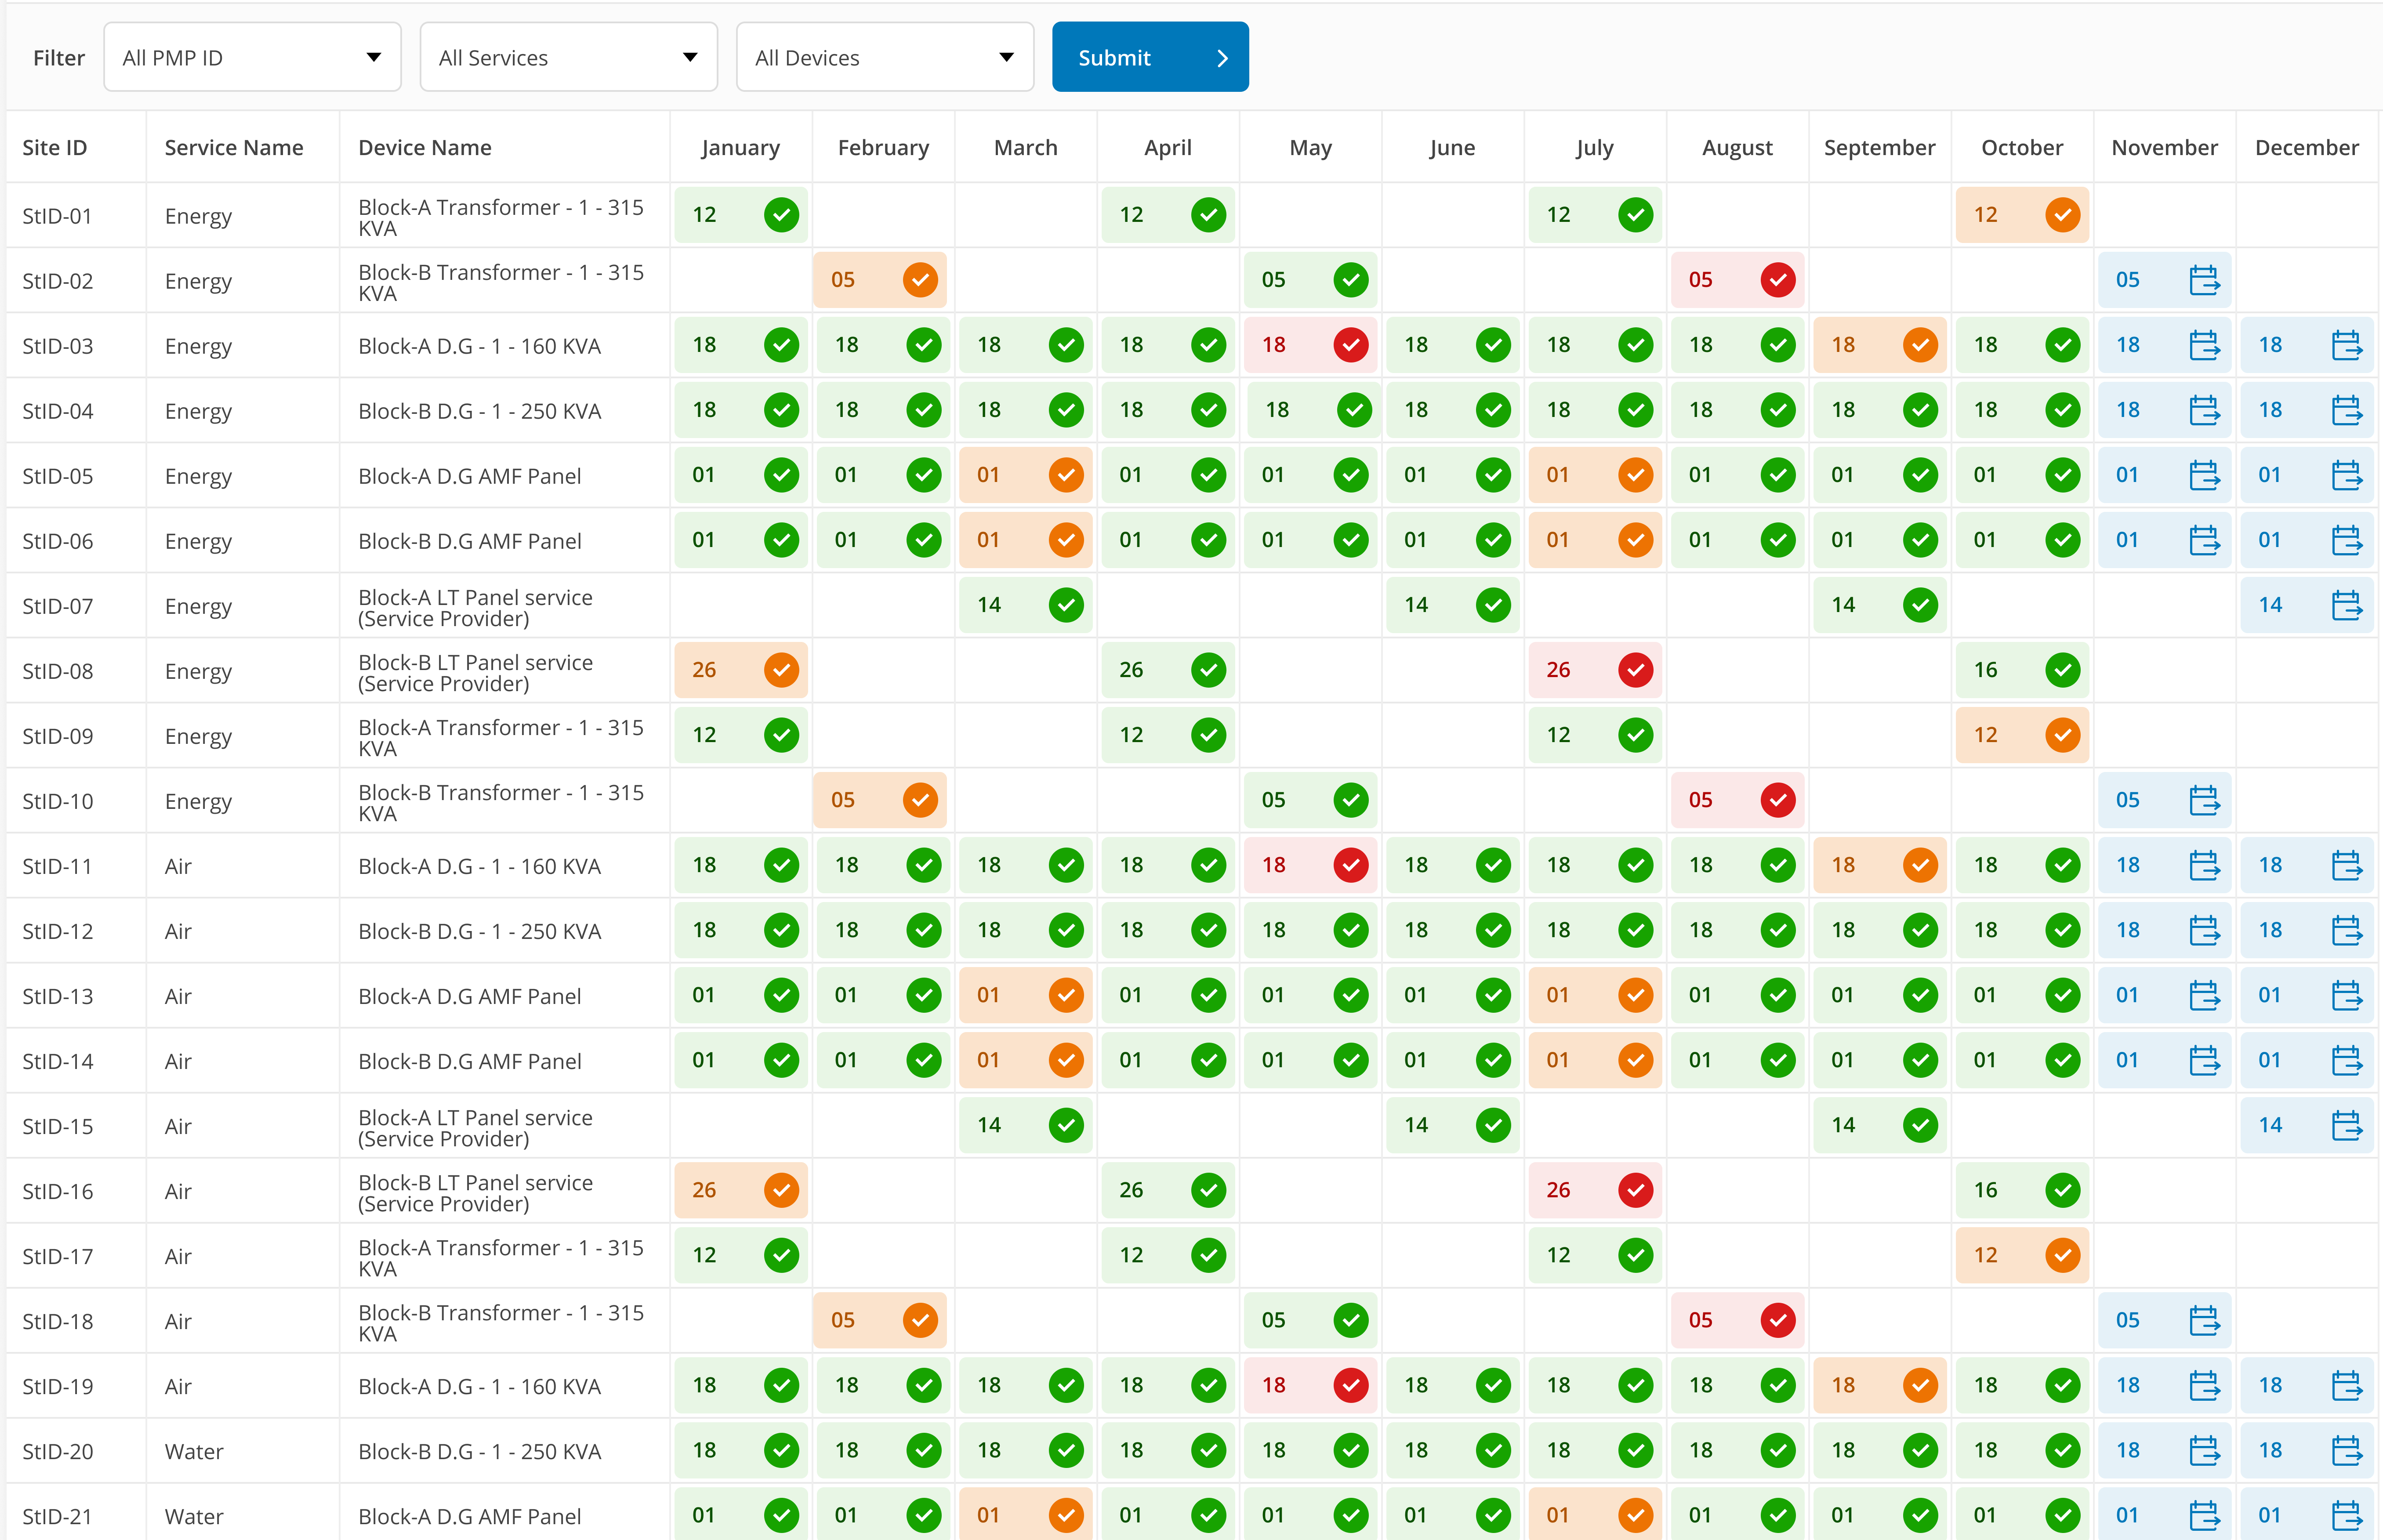 Filter All PMP ID All Services All Devices Submit
Site ID Service Name Device Name January February March April May June July August September October November December
StID-01 Energy Block-A Transformer - 1 - 315 KVA 12 12 12 12
StID-02 Energy Block-B Transformer - 1 - 315 KVA 05 05 05 05
StID-03 Energy Block-A D.G - 1 - 160 KVA 18 18 18 18 18 18 18 18 18 18 18 18
StID-04 Energy Block-B D.G - 1 - 250 KVA 18 18 18 18 18 18 18 18 18 18 18 18
StID-05 Energy Block-A D.G AMF Panel 01 01 01 01 01 01 01 01 01 01 01 01
StID-06 Energy Block-B D.G AMF Panel 01 01 01 01 01 01 01 01 01 01 01 01
StID-07 Energy Block-A LT Panel service (Service Provider) 14 14 14 14
StID-08 Energy Block-B LT Panel service (Service Provider) 26 26 26 16
StID-09 Energy Block-A Transformer - 1 - 315 KVA 12 12 12 12
StID-10 Energy Block-B Transformer - 1 - 315 KVA 05 05 05 05
StID-11 Air Block-A D.G - 1 - 160 KVA 18 18 18 18 18 18 18 18 18 18 18 18
StID-12 Air Block-B D.G - 1 - 250 KVA 18 18 18 18 18 18 18 18 18 18 18 18
StID-13 Air Block-A D.G AMF Panel 01 01 01 01 01 01 01 01 01 01 01 01
StID-14 Air Block-B D.G AMF Panel 01 01 01 01 01 01 01 01 01 01 01 01
StID-15 Air Block-A LT Panel service (Service Provider) 14 14 14 14
StID-16 Air Block-B LT Panel service (Service Provider) 26 26 26 16
StID-17 Air Block-A Transformer - 1 - 315 KVA 12 12 12 12
StID-18 Air Block-B Transformer - 1 - 315 KVA 05 05 05 05
StID-19 Air Block-A D.G - 1 - 160 KVA 18 18 18 18 18 18 18 18 18 18 18 18
StID-20 Water Block-B D.G - 1 - 250 KVA 18 18 18 18 18 18 18 18 18 18 18 18
StID-21 Water Block-A D.G AMF Panel 01 01 01 01 01 01 01 01 01 01 01 01